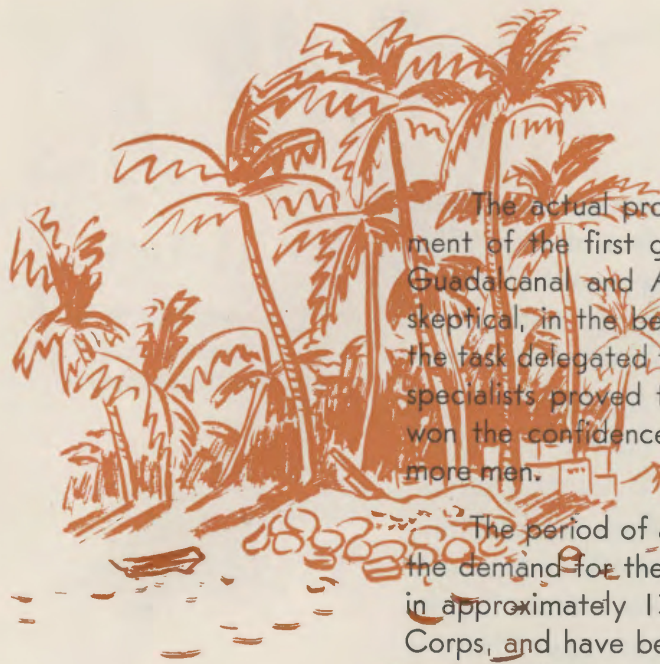 The actual pro
ment of the first g
Guadalcanal and A
skeptical, in the be
the task delegated
specialists proved t
won the confidence
more men.
The period of a
the demand for the
in approximately 1
Corps, and have be